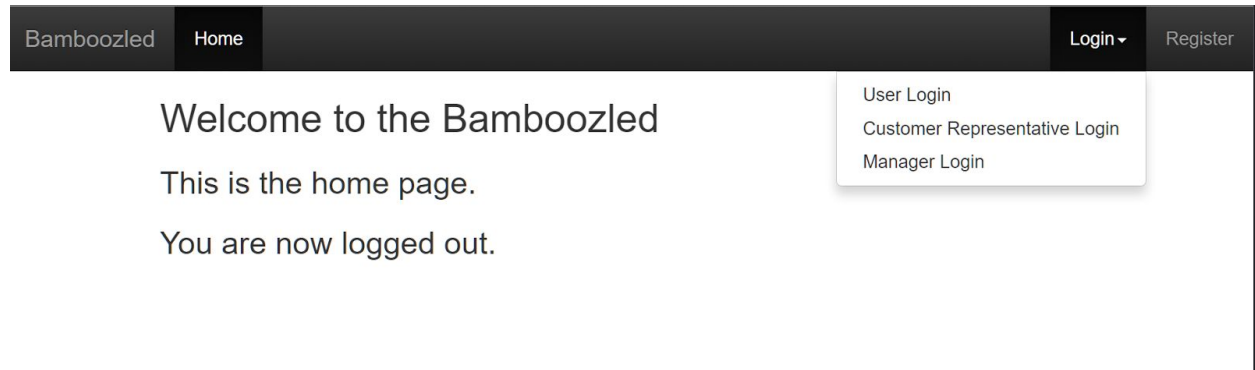 Bamboozled Home Login Register
User Login
Customer Representative Login
Manager Login
Welcome to the Bamboozled
This is the home page.
You are now logged out.